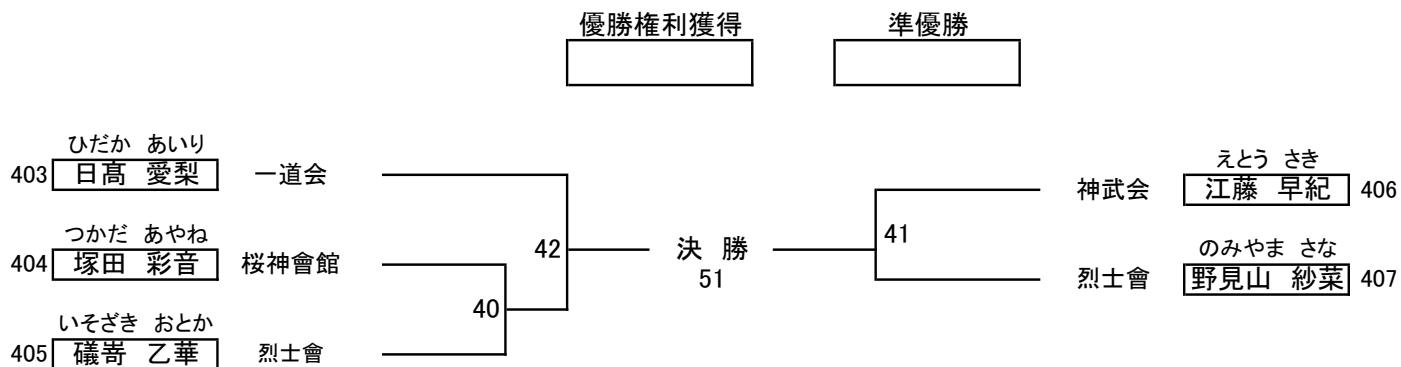 優勝権利獲得 準優勝
ひだか あいり
403 日髙 愛梨 一道会
つかだ あやね
404 塚田 彩音 桜神會館
いそざき おとか
405 礒嵜 乙華 烈士會
40
42
決 勝
51
41
えとう さき
神武会 江藤 早紀 406
のみやま さな
烈士會 野見山 紗菜 407